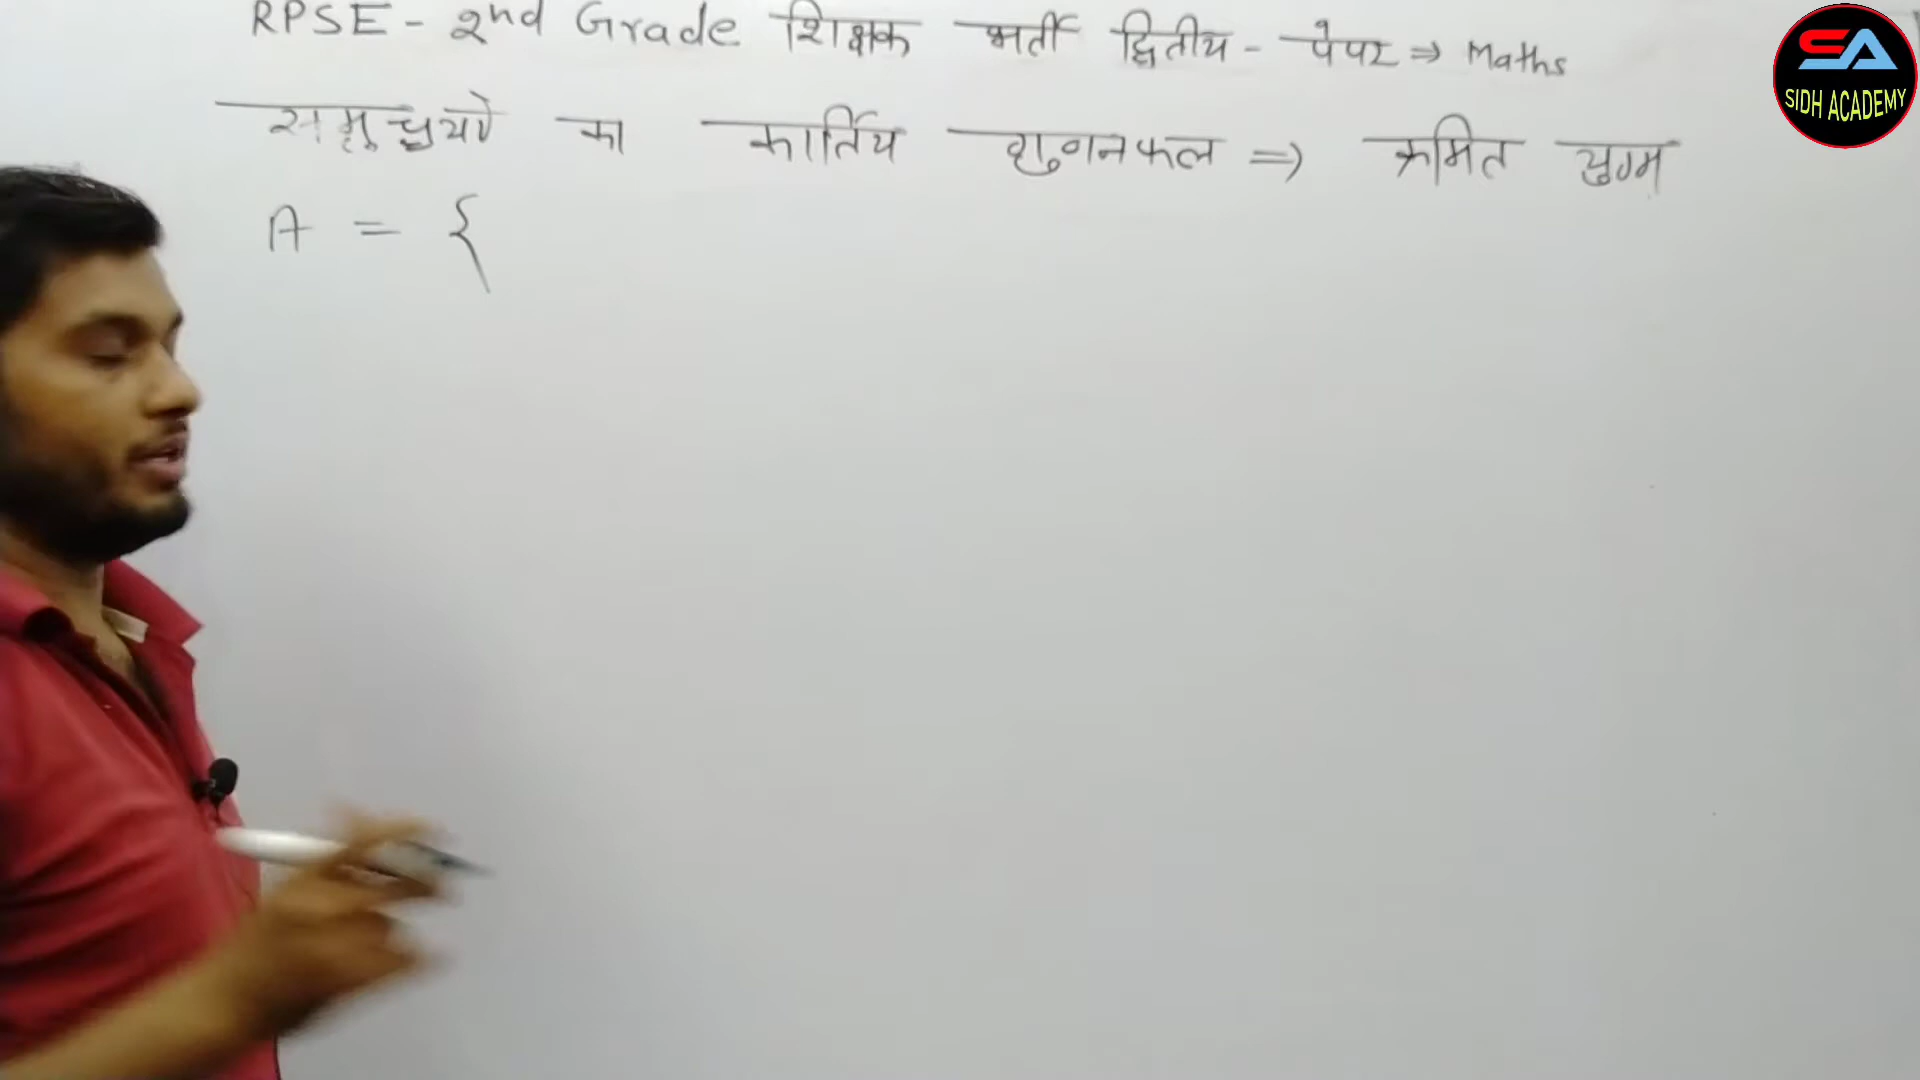 RPSE - 2nd Grade शिक्षक भर्ती द्वितीय - पेपर ⇒ Maths
समुच्चयो का कार्तिय गुणनफल ⇒ क्रमित युग्म
A = {
SA
SIDH ACADEMY